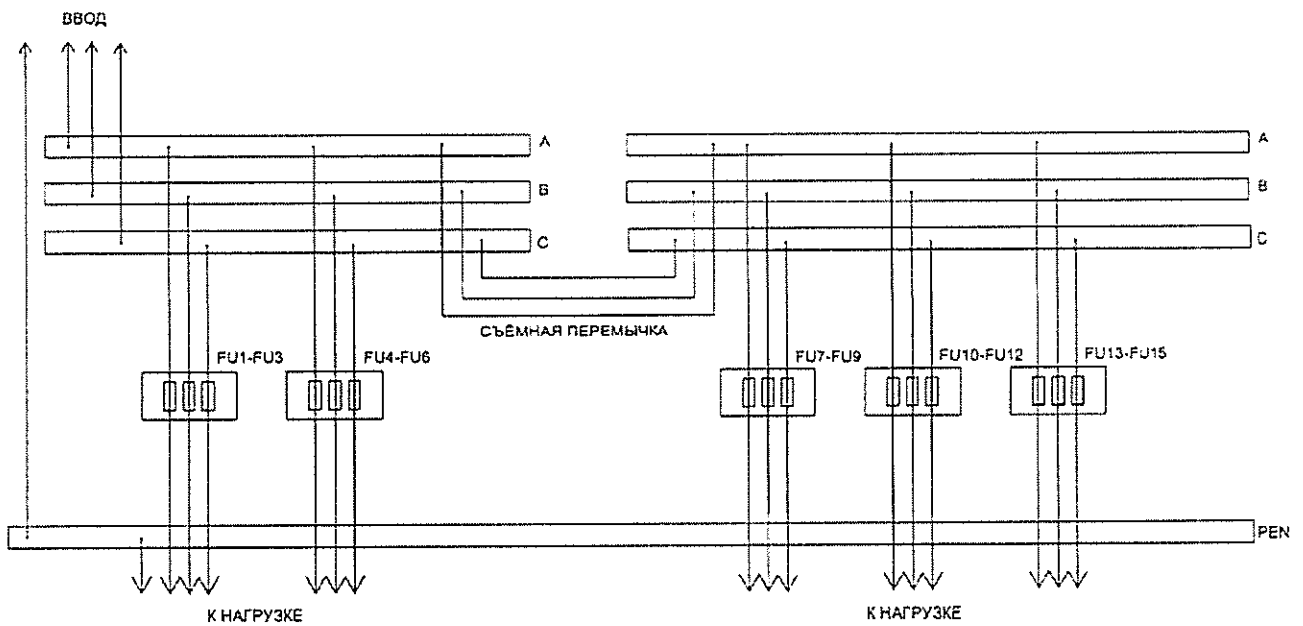 ВВОД
A
A
Б
B
C
C
СЪЁМНАЯ ПЕРЕМЫЧКА
FU1-FU3
FU4-FU6
FU7-FU9
FU10-FU12
FU13-FU15
PEN
К НАГРУЗКЕ
К НАГРУЗКЕ